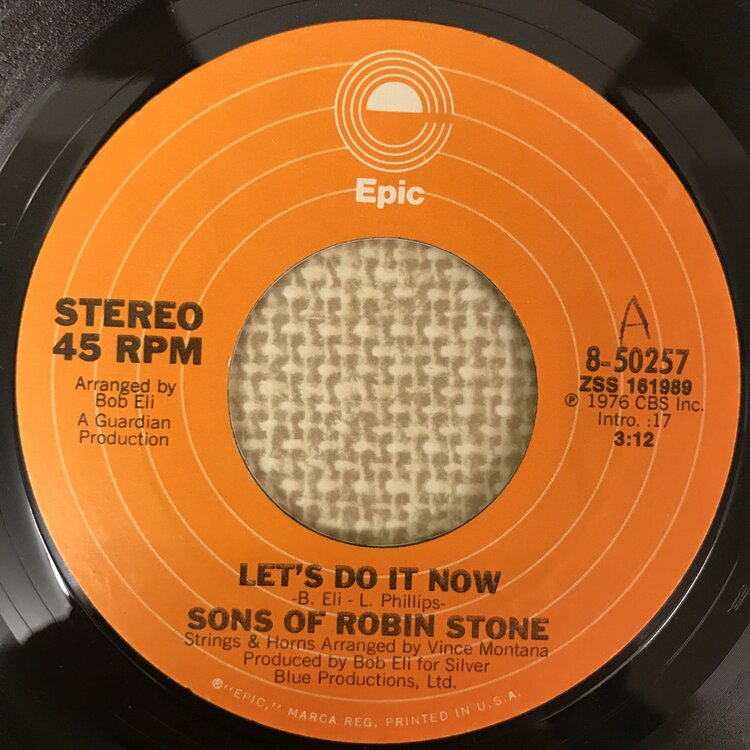 Epic
STEREO
45 RPM
Arranged by
Bob Eli
A Guardian
Production
A
8-50257
ZSS 161989
℗ 1976 CBS Inc.
Intro. :17
3:12
LET'S DO IT NOW
-B. Eli - L. Phillips-
SONS OF ROBIN STONE
Strings & Horns Arranged by Vince Montana
Produced by Bob Eli for Silver
Blue Productions, Ltd.
®"EPIC," MARCA REG. PRINTED IN U.S.A.